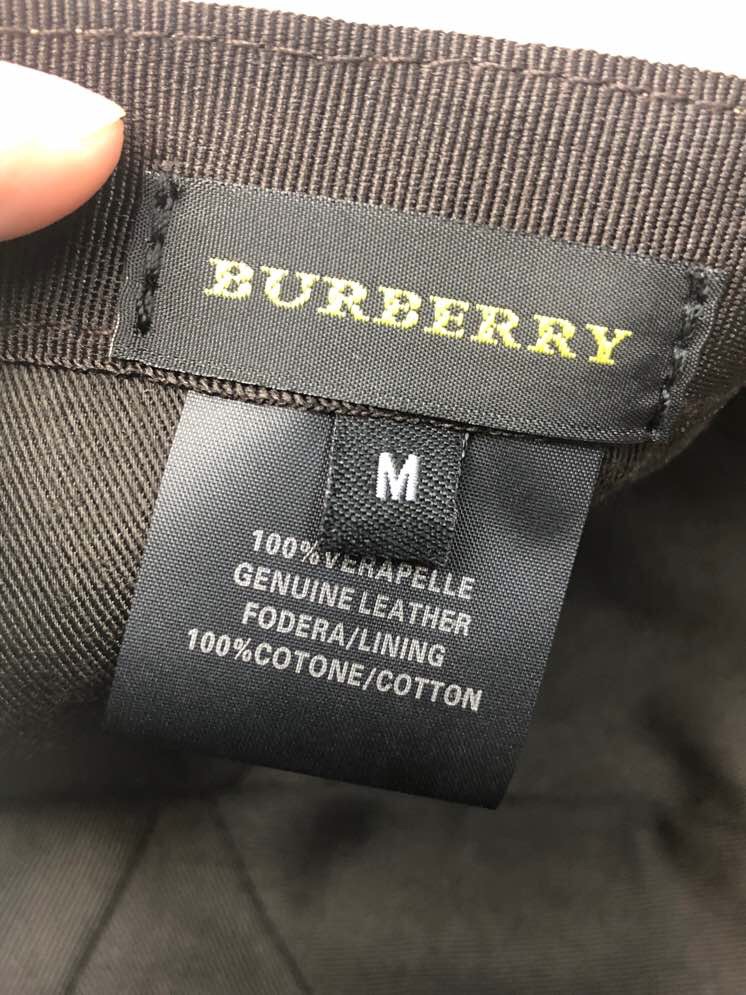 BURBERRY
M
100%VERAPELLE
GENUINE LEATHER
FODERA/LINING
100%COTONE/COTTON